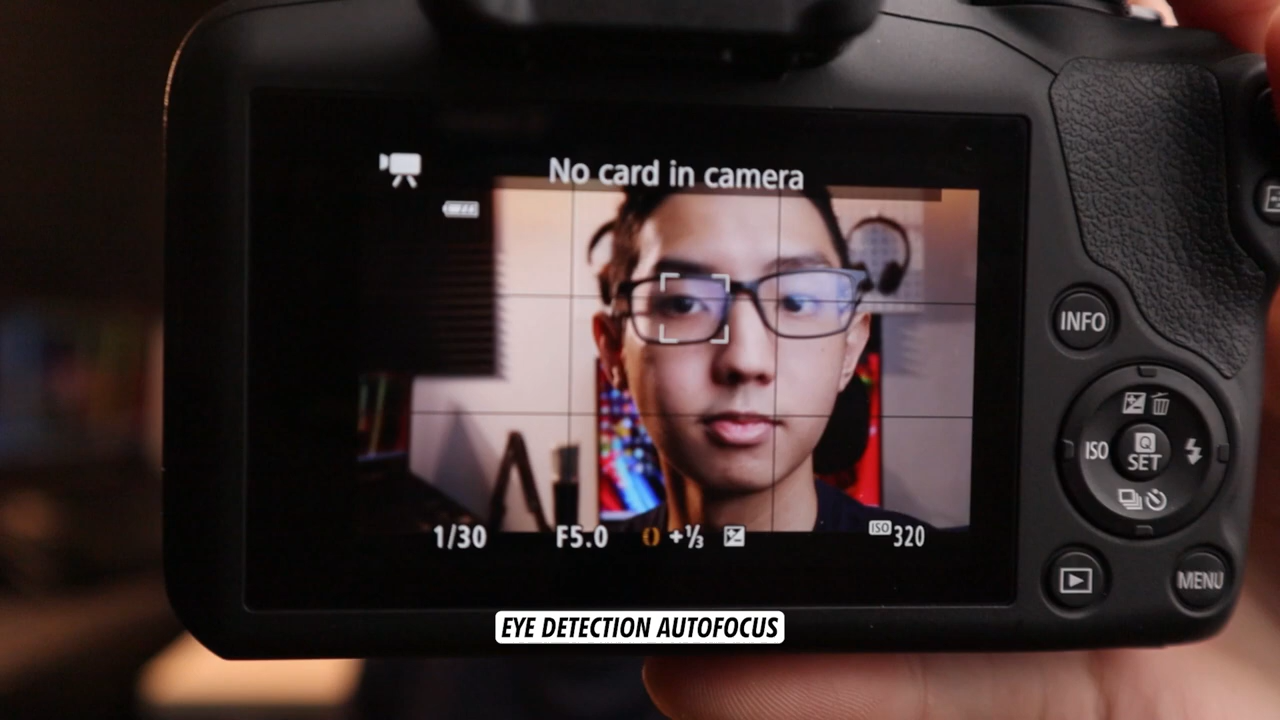 No card in camera
1/30 F5.0 +⅓ ISO 320
INFO
ISO
Q
SET
MENU
EYE DETECTION AUTOFOCUS